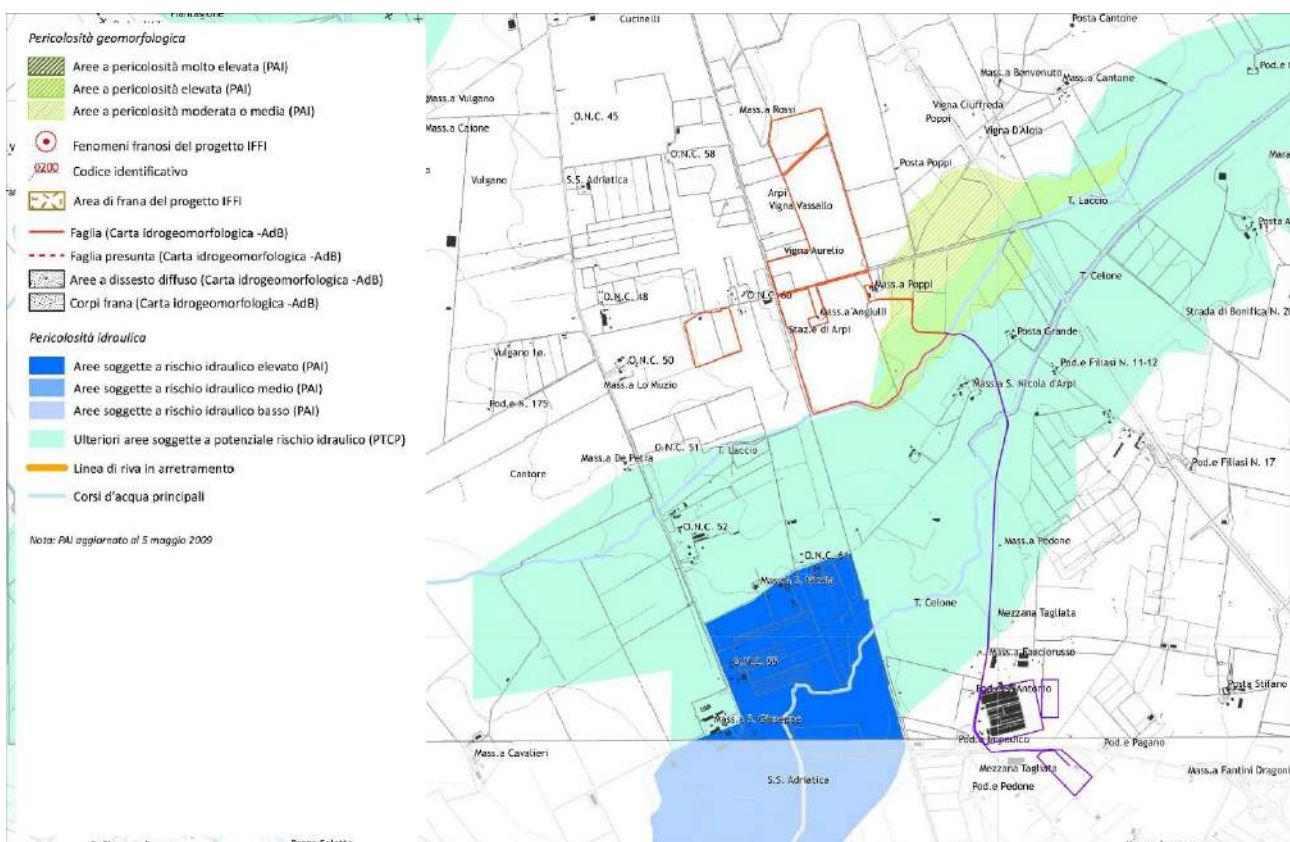 Cucinelli
Pericolosità geomorfologica
Aree a pericolosità molto elevata (PAI)
Aree a pericolosità elevata (PAI)
Aree a pericolosità moderata o media (PAI)
Fenomeni franosi del progetto IFFI
0200 Codice identificativo
Area di frana del progetto IFFI
Faglia (Carta idrogeomorfologica -AdB)
Faglia presunta (Carta idrogeomorfologica -AdB)
Aree a dissesto diffuso (Carta idrogeomorfologica -AdB)
Corpi frana (Carta idrogeomorfologica -AdB)
Pericolosità idraulica
Aree soggette a rischio idraulico elevato (PAI)
Aree soggette a rischio idraulico medio (PAI)
Aree soggette a rischio idraulico basso (PAI)
Ulteriori aree soggette a potenziale rischio idraulico (PTCP)
Linea di riva in arretramento
Corsi d'acqua principali
Nota: PAI aggiornato al 5 maggio 2009
Posta Cantone
Mass.a Benvenuto
Mass.a Cantone
Mass.a Vulgano
Mass.a Rossi
Vigna Ciuffreda
Poppi
O.N.C. 45
Mass.a Caione
Vigna D'Aloia
O.N.C. 58
Posta Poppi
Vulgano
S.S. Adriatica
Arpi
Vigna Vassallo
T. Laccio
Vigna Aurelio
T. Celone
Mass.a Poppi
O.N.C. 48
O.N.C. 60
Mass.a Angiulli
Strada di Bonifica N. 20
Staz.e di Arpi
Posta Grande
Vulgano 1o.
O.N.C. 50
Pod.e Filiasi N. 11-12
Mass.a Lo Muzio
Mass.a S. Nicola d'Arpi
Pod.e N. 175
O.N.C. 51
T. Laccio
Mass.a De Petra
Pod.e Filiasi N. 17
Cantore
O.N.C. 52
Mass.a Pedone
O.N.C. 61
Mass.a S. Nicola
T. Celone
Mezzana Tagliata
Mass.a Fasciorusso
Posta Stifano
Mass.a S. Giuseppe
Pod.e Pagano
Mass.a Cavalieri
Mezzana Tagliata
Mass.a Fantini Dragoni
S.S. Adriatica
Pod.e Pedone